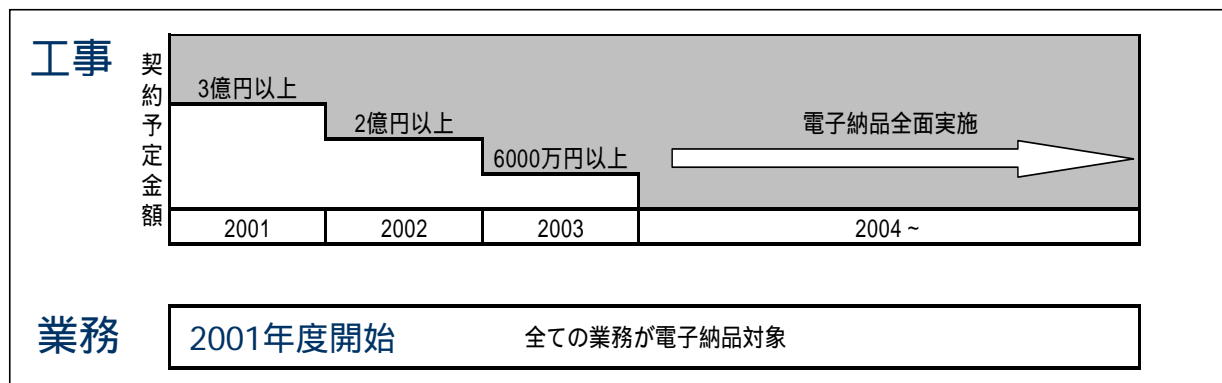 工事
契約予定金額
3億円以上
2億円以上
6000万円以上
電子納品全面実施
2001
2002
2003
2004 ~
業務
2001年度開始
全ての業務が電子納品対象